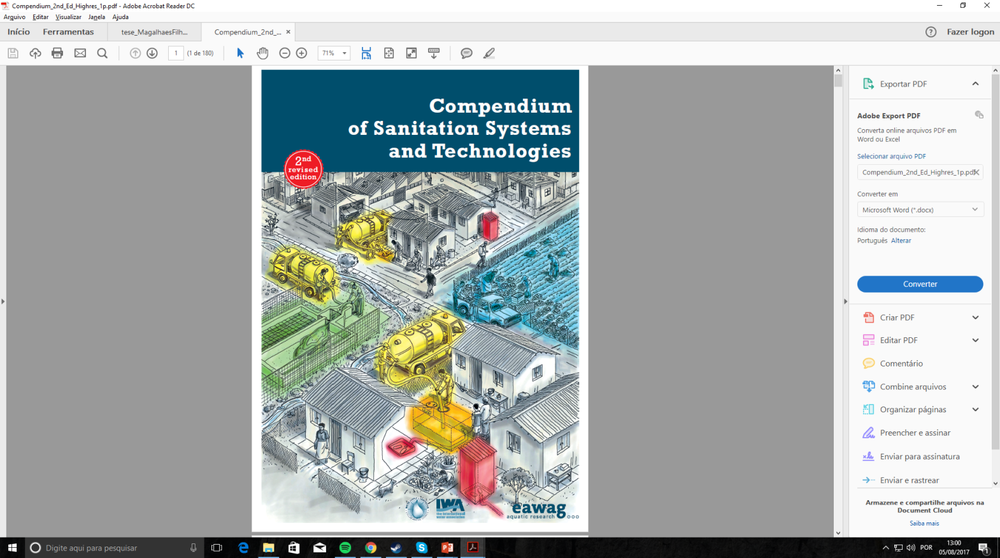 Compendium_2nd_Ed_Highres_1p.pdf - Adobe Acrobat Reader DC
Arquivo Editar Visualizar Janela Ajuda
Início Ferramentas tese_MagalhaesFilh... Compendium_2nd_... × Fazer logon
1 (1 de 180) 71%
Compendium
of Sanitation Systems
and Technologies
2nd
revised
edition
IWA
the international
water association
eawag
aquatic research
Exportar PDF
Adobe Export PDF
Converta online arquivos PDF em
Word ou Excel
Selecionar arquivo PDF
Compendium_2nd_Ed_Highres_1p.pdf
Converter em
Microsoft Word (*.docx)
Idioma do documento:
Português Alterar
Converter
Criar PDF
Editar PDF
Comentário
Combine arquivos
Organizar páginas
Preencher e assinar
Enviar para assinatura
Enviar e rastrear
Armazene e compartilhe arquivos na
Document Cloud
Saiba mais
Digite aqui para pesquisar
POR
13:00
05/08/2017